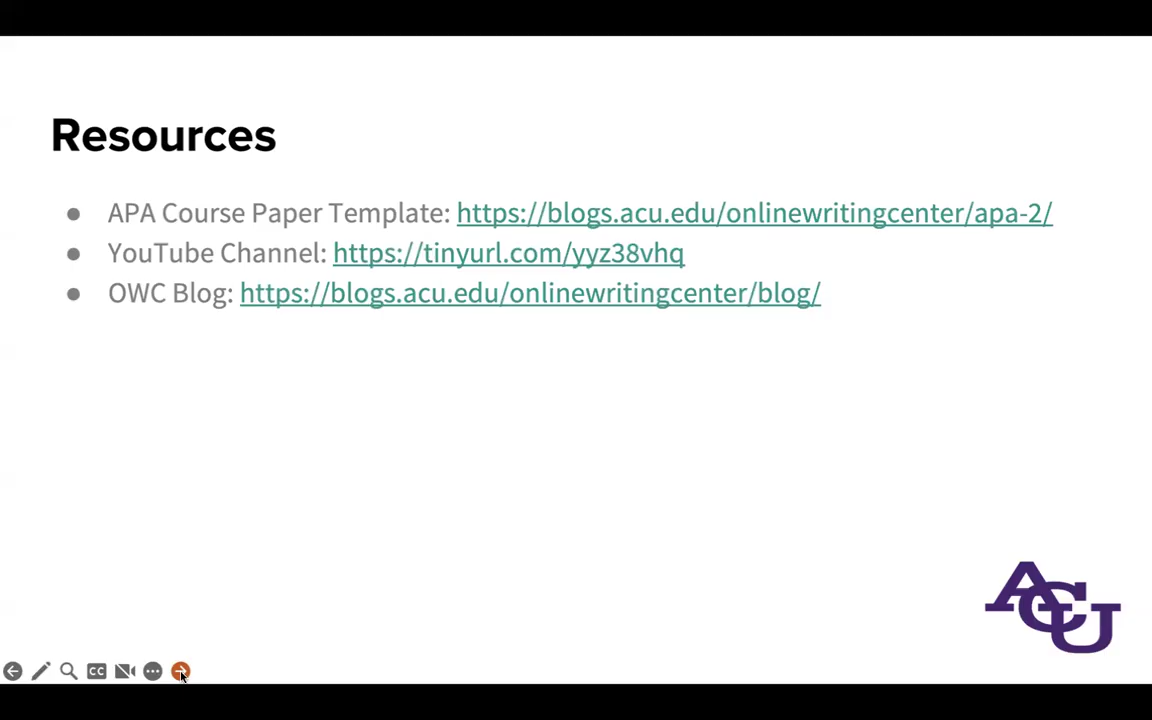 Resources
● APA Course Paper Template: https://blogs.acu.edu/onlinewritingcenter/apa-2/
● YouTube Channel: https://tinyurl.com/yyz38vhq
● OWC Blog: https://blogs.acu.edu/onlinewritingcenter/blog/
ACU
CC